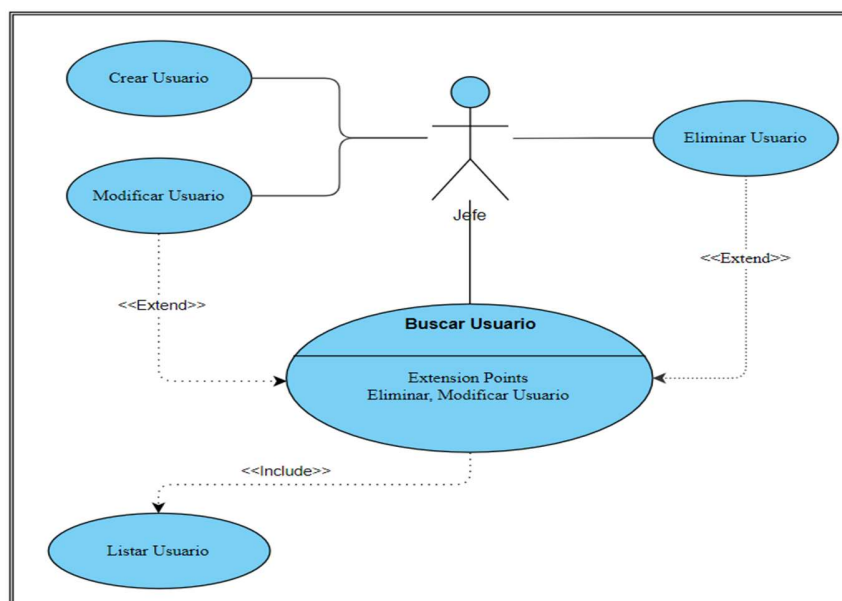 Crear Usuario
Eliminar Usuario
Modificar Usuario
Jefe
<<Extend>>
<<Extend>>
Buscar Usuario
Extension Points
Eliminar, Modificar Usuario
<<Include>>
Listar Usuario